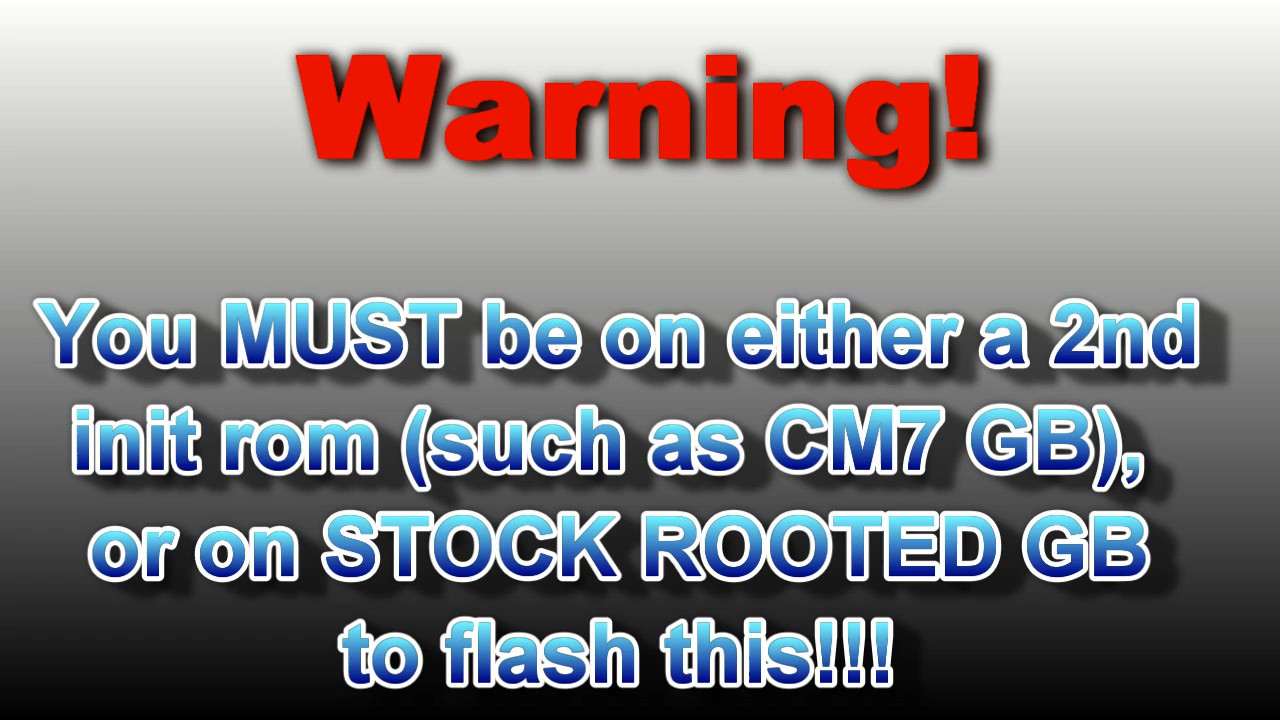 Warning!
You MUST be on either a 2nd
init rom (such as CM7 GB),
or on STOCK ROOTED GB
to flash this!!!